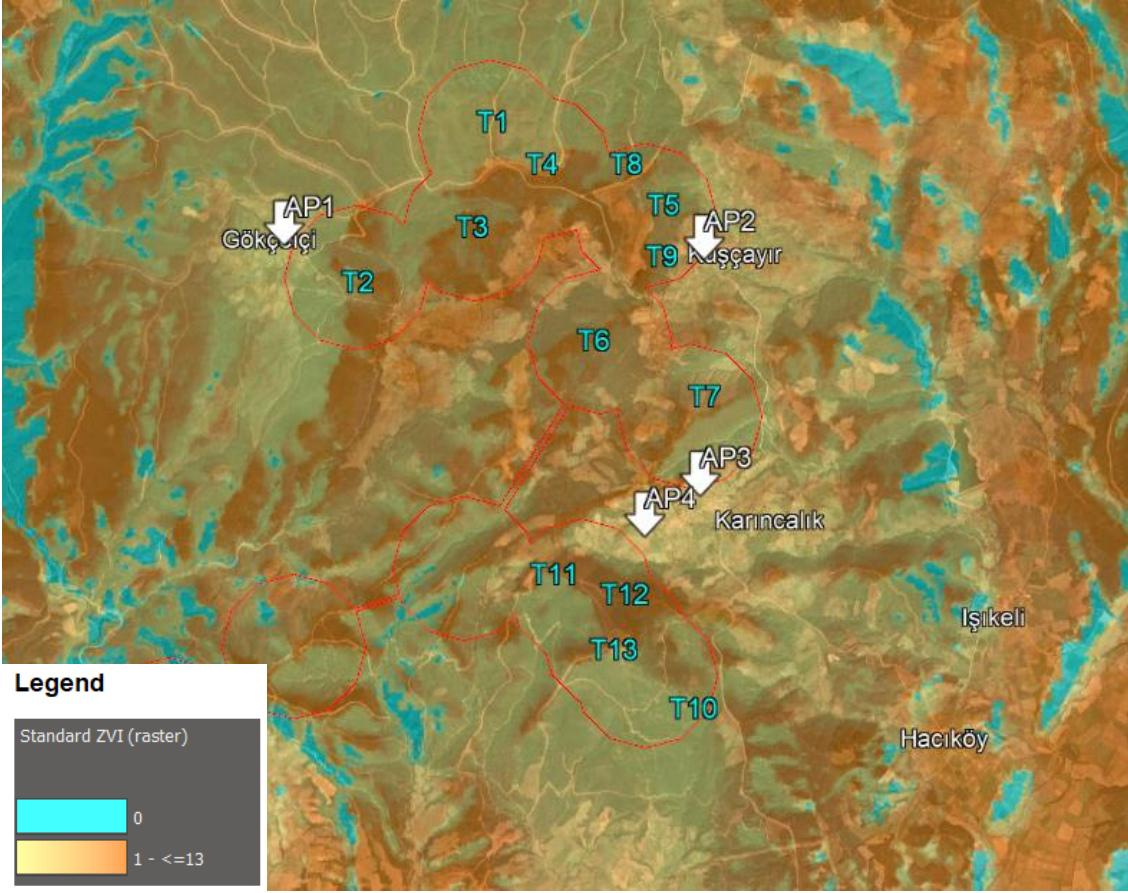 T1
T4
T8
AP1
T5
AP2
T3
Gökçeiçi
T9
Kuşçayır
T2
T6
T7
AP3
AP4
Karıncalık
T11
T12
Işıkeli
T13
T10
Hacıköy
Legend
Standard ZVI (raster)
0
1 - <=13